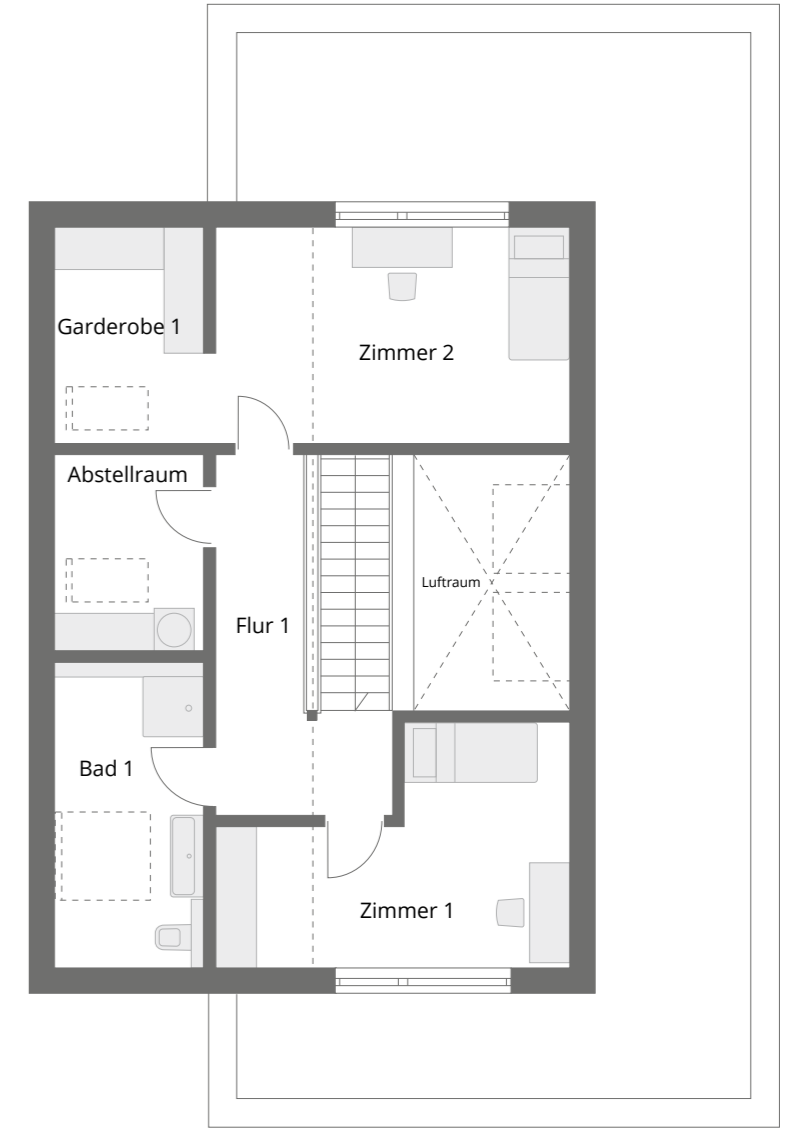 Garderobe 1
Zimmer 2
Abstellraum
Luftraum
Flur 1
Bad 1
Zimmer 1